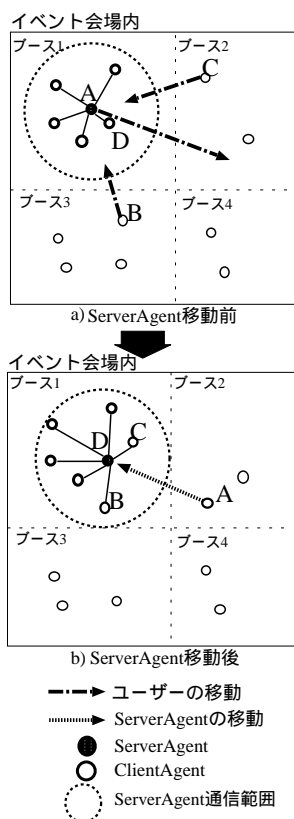 イベント会場内
ブース1
ブース2
C
A
D
B
ブース3
ブース4
a) ServerAgent移動前
イベント会場内
ブース1
ブース2
D
C
A
B
ブース3
ブース4
b) ServerAgent移動後
ユーザーの移動
ServerAgentの移動
ServerAgent
ClientAgent
ServerAgent通信範囲